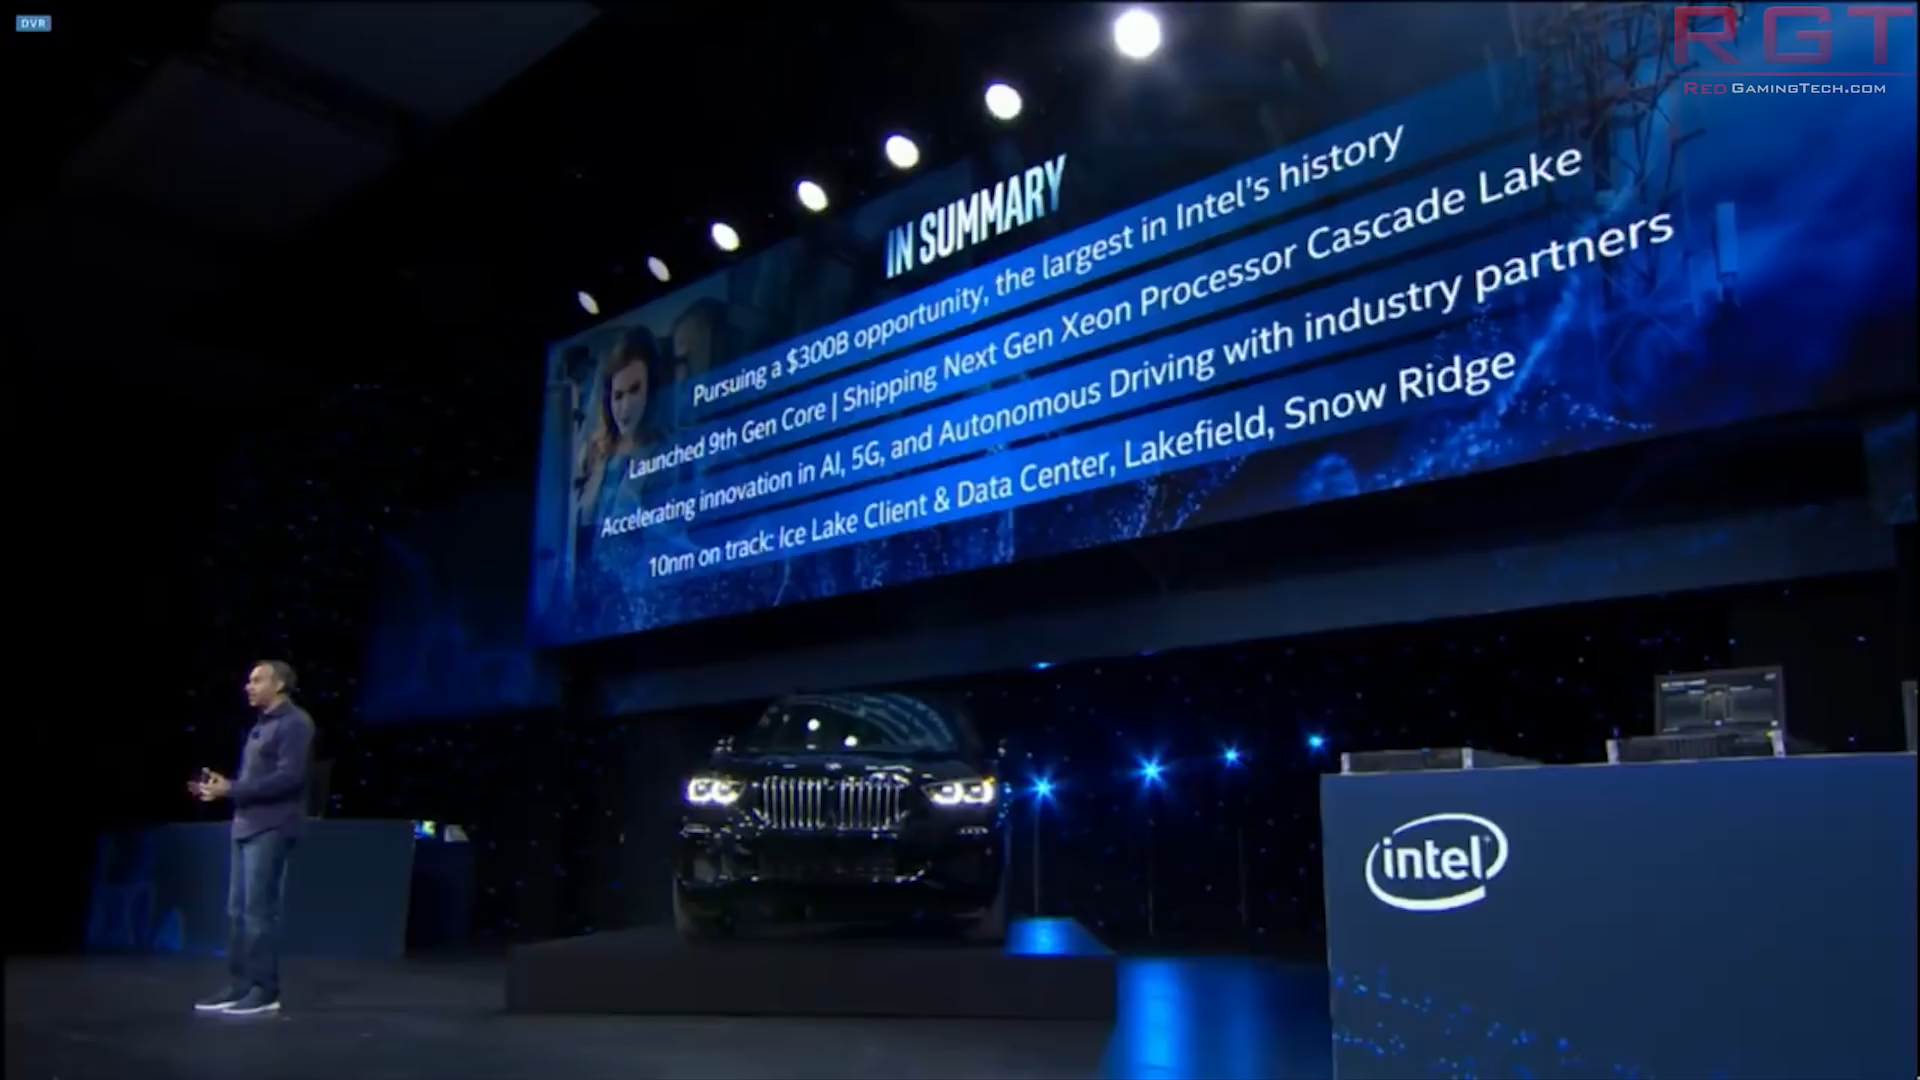 DVR
RGT
REDGAMINGTECH.COM
IN SUMMARY
Pursuing a $300B opportunity, the largest in Intel's history
Launched 9th Gen Core | Shipping Next Gen Xeon Processor Cascade Lake
Accelerating innovation in AI, 5G, and Autonomous Driving with industry partners
10nm on track: Ice Lake Client & Data Center, Lakefield, Snow Ridge
intel